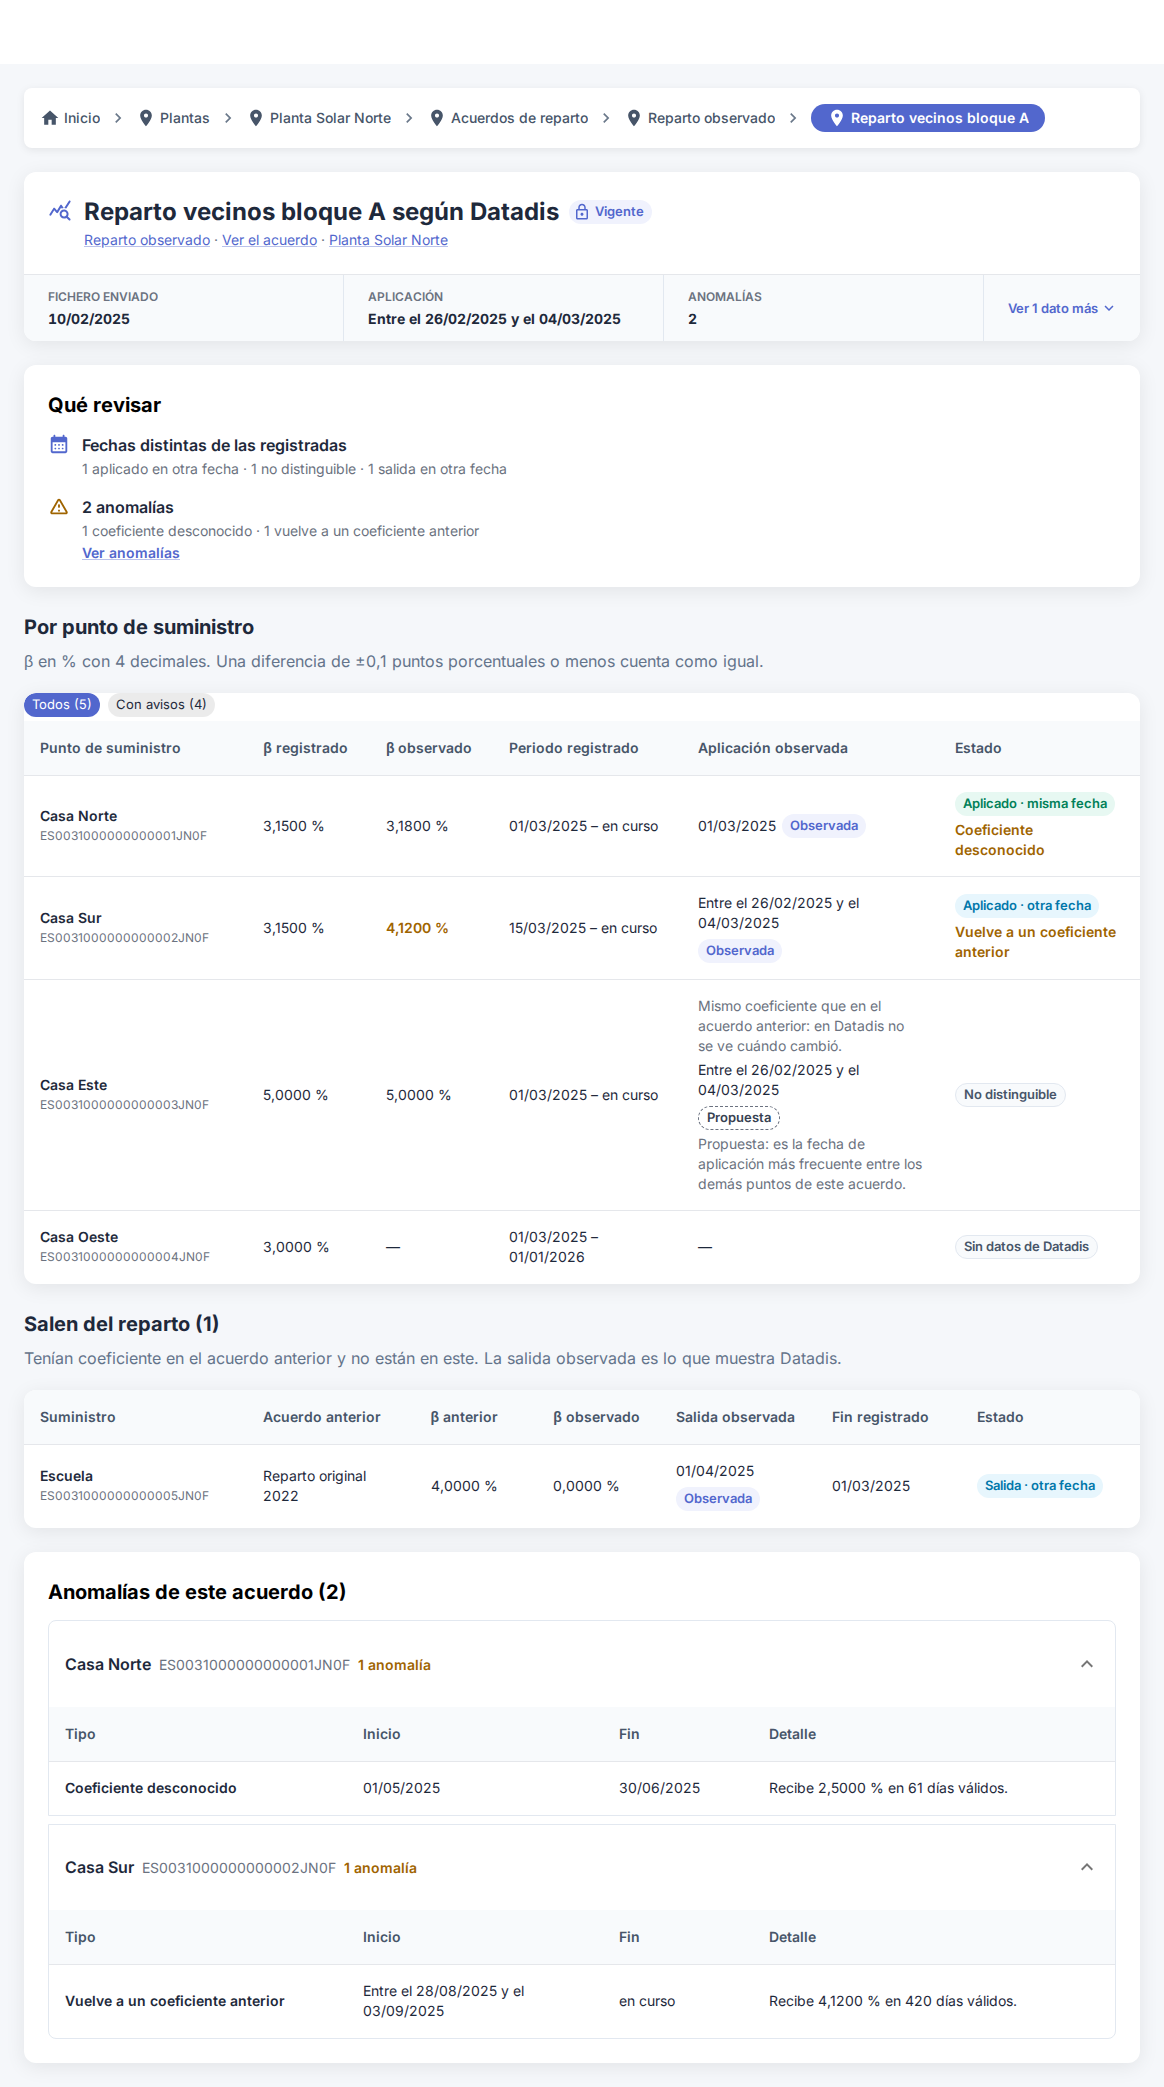 Inicio > Plantas > Planta Solar Norte > Acuerdos de reparto > Reparto observado > Reparto vecinos bloque A
Reparto vecinos bloque A según Datadis Vigente
Reparto observado · Ver el acuerdo · Planta Solar Norte
FICHERO ENVIADO APLICACIÓN ANOMALÍAS
10/02/2025 Entre el 26/02/2025 y el 04/03/2025 2 Ver 1 dato más
Qué revisar
Fechas distintas de las registradas
1 aplicado en otra fecha · 1 no distinguible · 1 salida en otra fecha
2 anomalías
1 coeficiente desconocido · 1 vuelve a un coeficiente anterior
Ver anomalías
Por punto de suministro
β en % con 4 decimales. Una diferencia de ±0,1 puntos porcentuales o menos cuenta como igual.
Todos (5) Con avisos (4)
Punto de suministro β registrado β observado Periodo registrado Aplicación observada Estado
Casa Norte
ES0031000000000001JN0F
3,1500 % 3,1800 % 01/03/2025 – en curso 01/03/2025 Observada
Aplicado · misma fecha
Coeficiente
desconocido
Casa Sur
ES0031000000000002JN0F
3,1500 % 4,1200 % 15/03/2025 – en curso
Entre el 26/02/2025 y el
04/03/2025
Observada
Aplicado · otra fecha
Vuelve a un coeficiente
anterior
Casa Este
ES0031000000000003JN0F
5,0000 % 5,0000 % 01/03/2025 – en curso
Mismo coeficiente que en el
acuerdo anterior: en Datadis no
se ve cuándo cambió.
Entre el 26/02/2025 y el
04/03/2025
Propuesta
Propuesta: es la fecha de
aplicación más frecuente entre los
demás puntos de este acuerdo.
No distinguible
Casa Oeste
ES0031000000000004JN0F
3,0000 % —
01/03/2025 –
01/01/2026
—
Sin datos de Datadis
Salen del reparto (1)
Tenían coeficiente en el acuerdo anterior y no están en este. La salida observada es lo que muestra Datadis.
Suministro Acuerdo anterior β anterior β observado Salida observada Fin registrado Estado
Escuela
ES0031000000000005JN0F
Reparto original
2022
4,0000 % 0,0000 %
01/04/2025
Observada
01/03/2025
Salida · otra fecha
Anomalías de este acuerdo (2)
Casa Norte ES0031000000000001JN0F 1 anomalía
Tipo Inicio Fin Detalle
Coeficiente desconocido 01/05/2025 30/06/2025 Recibe 2,5000 % en 61 días válidos.
Casa Sur ES0031000000000002JN0F 1 anomalía
Tipo Inicio Fin Detalle
Vuelve a un coeficiente anterior
Entre el 28/08/2025 y el
03/09/2025
en curso
Recibe 4,1200 % en 420 días válidos.